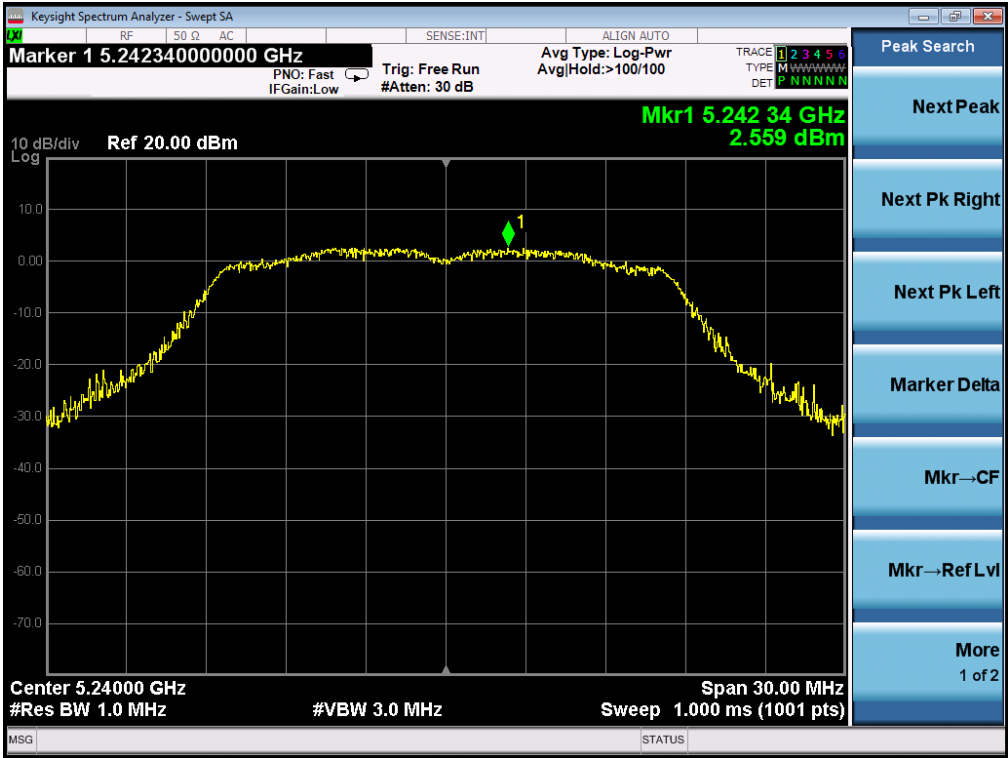 Keysight Spectrum Analyzer - Swept SA
LXI
RF 50 Ω AC SENSE:INT ALIGN AUTO
Marker 1 5.242340000000 GHz
PNO: Fast
IFGain:Low
Trig: Free Run
#Atten: 30 dB
Avg Type: Log-Pwr
Avg|Hold:>100/100
TRACE 1 2 3 4 5 6
TYPE M WWWWW
DET P N N N N N
Mkr1 5.242 34 GHz
2.559 dBm
10 dB/div Ref 20.00 dBm
Log
1
10.0
0.00
-10.0
-20.0
-30.0
-40.0
-50.0
-60.0
-70.0
Center 5.24000 GHz Span 30.00 MHz
#Res BW 1.0 MHz #VBW 3.0 MHz Sweep 1.000 ms (1001 pts)
MSG STATUS
Peak Search
Next Peak
Next Pk Right
Next Pk Left
Marker Delta
Mkr→CF
Mkr→Ref Lvl
More
1 of 2